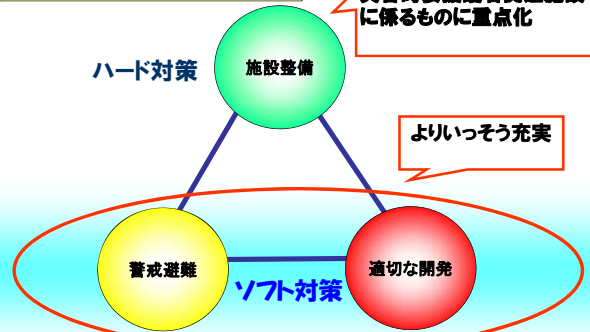 に係るものに重点化
ハード対策
施設整備
よりいっそう充実
警戒避難
適切な開発
ソフト対策